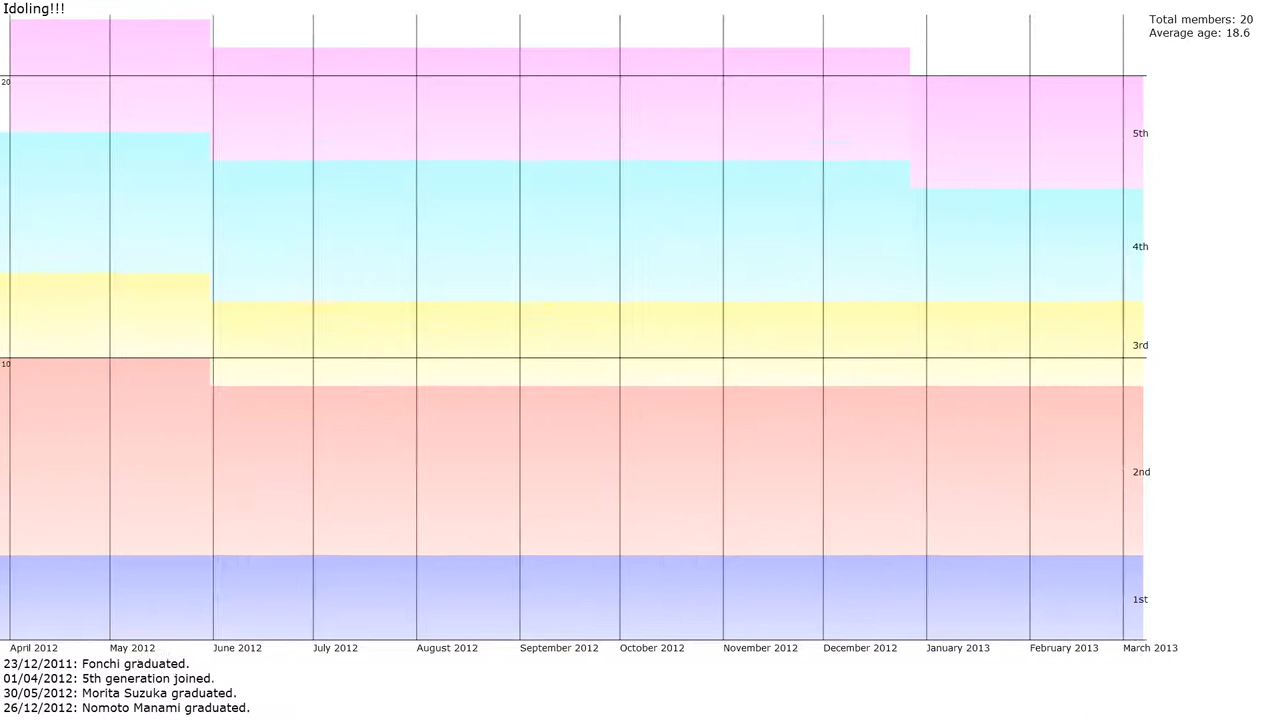 Idoling!!!
Total members: 20
Average age: 18.6
20
5th
4th
3rd
10
2nd
1st
April 2012 May 2012 June 2012 July 2012 August 2012 September 2012 October 2012 November 2012 December 2012 January 2013 February 2013 March 2013
23/12/2011: Fonchi graduated.
01/04/2012: 5th generation joined.
30/05/2012: Morita Suzuka graduated.
26/12/2012: Nomoto Manami graduated.